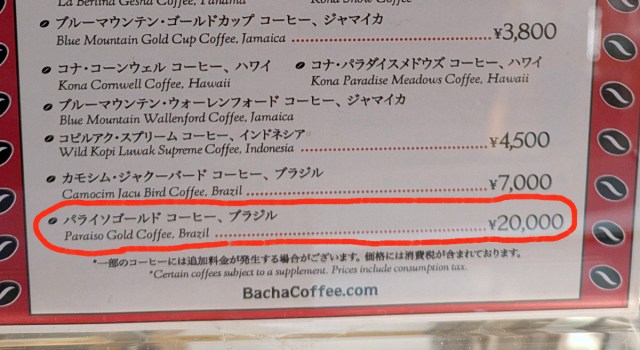 La Berlina Gesha Coffee, Panama Kona Snow Coffee
ブルーマウンテン・ゴールドカップ コーヒー、ジャマイカ
Blue Mountain Gold Cup Coffee, Jamaica ¥3,800
コナ・コーンウェル コーヒー、ハワイ コナ・パラダイスメドウズ コーヒー、ハワイ
Kona Cornwell Coffee, Hawaii Kona Paradise Meadows Coffee, Hawaii
ブルーマウンテン・ウォーレンフォード コーヒー、ジャマイカ
Blue Mountain Wallenford Coffee, Jamaica
コピルアク・スプリーム コーヒー、インドネシア
Wild Kopi Luwak Supreme Coffee, Indonesia ¥4,500
カモシム・ジャクーバード コーヒー、ブラジル
Camocim Jacu Bird Coffee, Brazil ¥7,000
パライソゴールド コーヒー、ブラジル
Paraiso Gold Coffee, Brazil ¥20,000
*一部のコーヒーには追加料金が発生する場合がございます。価格には消費税が含まれております。
*Certain coffees subject to a supplement. Prices include consumption tax.
BachaCoffee.com